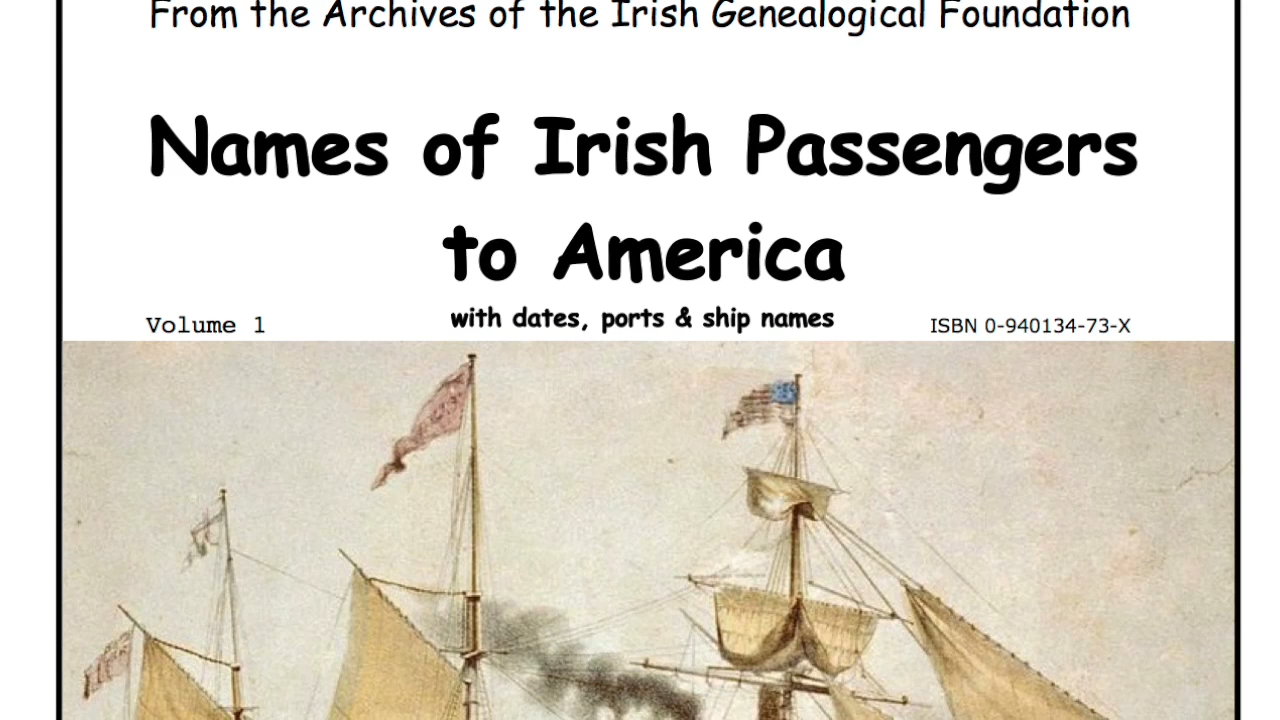 From the Archives of the Irish Genealogical Foundation
Names of Irish Passengers
to America
with dates, ports & ship names
Volume 1
ISBN 0-940134-73-X